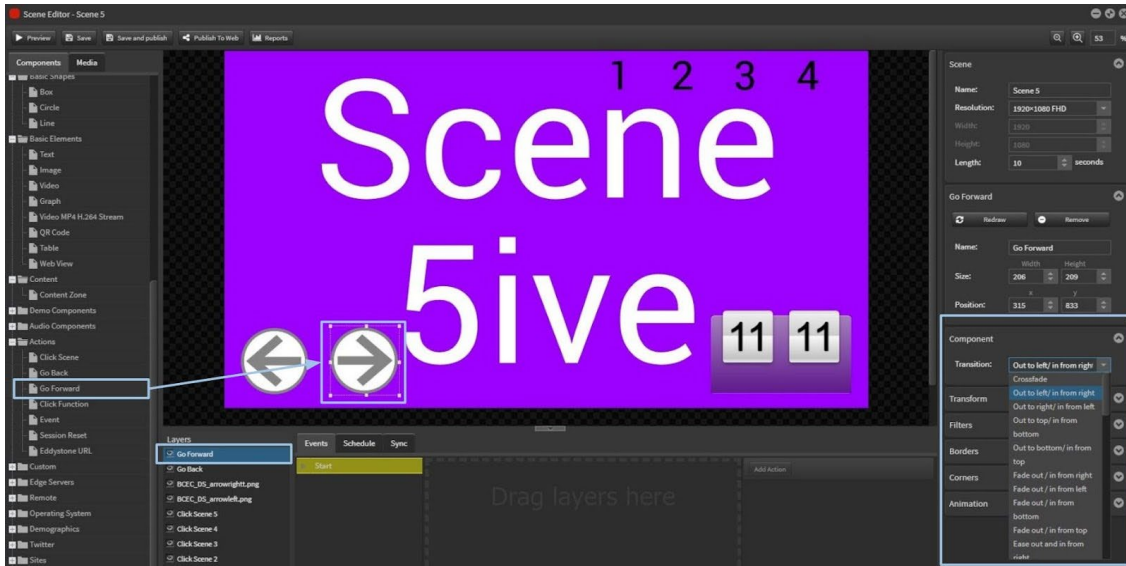 Scene Editor - Scene 5
Preview Save Save and publish Publish To Web Reports 53 %
Components Media
Basic Shapes
Box
Circle
Line
Basic Elements
Text
Image
Video
Graph
Video MP4 H.264 Stream
QR Code
Table
Web View
Content
Content Zone
Demo Components
Audio Components
Actions
Click Scene
Go Back
Go Forward
Click Function
Event
Session Reset
Eddystone URL
Custom
Edge Servers
Remote
Operating System
Demographics
Twitter
Sites
1 2 3 4
Scene
5ive
11 11
Layers
Go Forward
Go Back
BCEC_DS_arrowrightt.png
BCEC_DS_arrowleft.png
Click Scene 5
Click Scene 4
Click Scene 3
Click Scene 2
Events Schedule Sync
Start
Drag layers here
Add Action
Scene
Name: Scene 5
Resolution: 1920×1080 FHD
Width: 1920
Height: 1080
Length: 10 seconds
Go Forward
Redraw Remove
Name: Go Forward
Width Height
Size: 206 209
x y
Position: 315 833
Component
Transition: Out to left/ in from right
Crossfade
Out to left/ in from right
Out to right/ in from left
Out to top/ in from
bottom
Out to bottom/ in from
top
Fade out / in from right
Fade out / in from left
Fade out / in from
bottom
Fade out / in from top
Ease out and in from
right
Transform
Filters
Borders
Corners
Animation